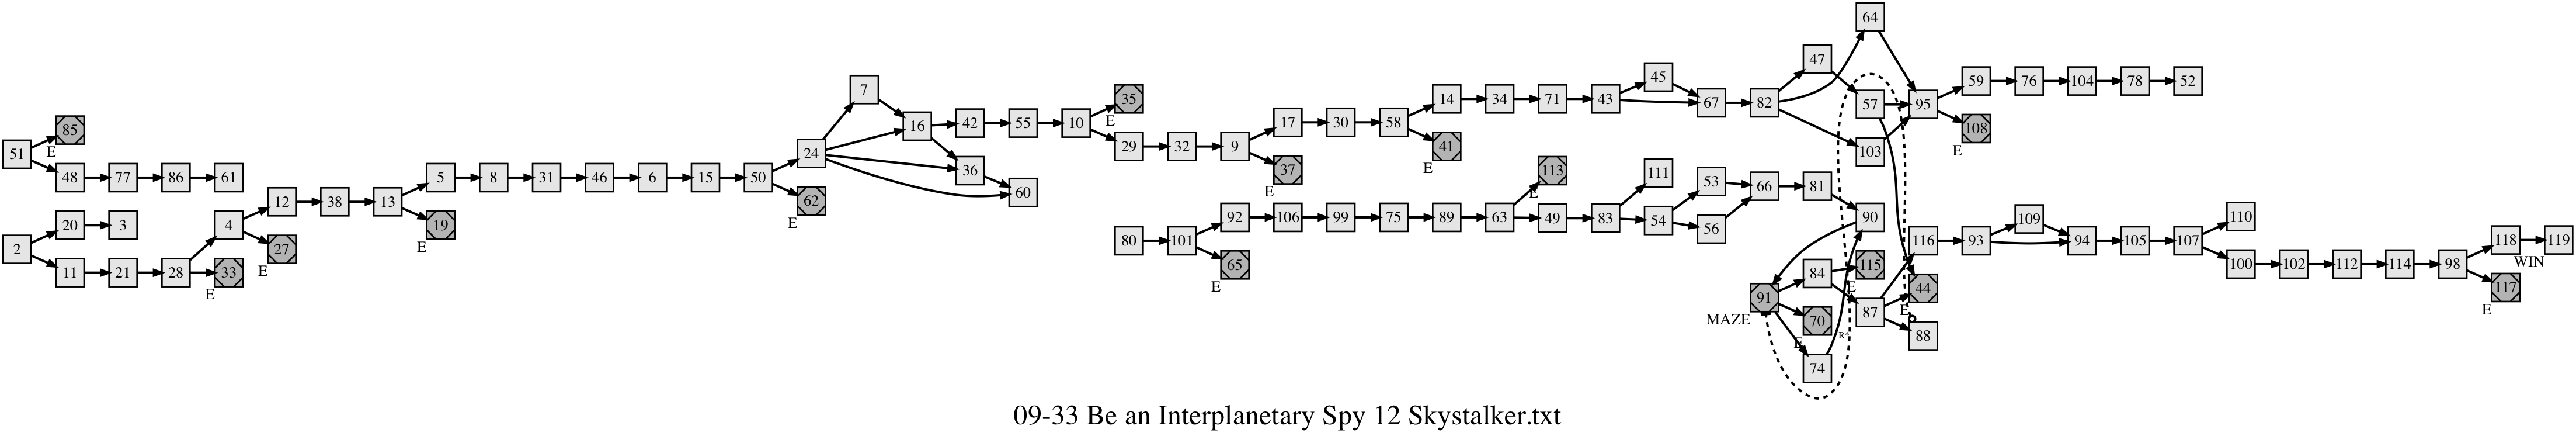 64
47
59 76 104 78 52
45
7
35 14 34 71 43 67 82 57 95
E
85 16 42 55 10 17 30 58 108
E E
51 24 29 32 9 41 103
E
36 37 113 111
E E
48 77 86 61 5 8 31 46 6 15 50 53 66 81
60
12 38 13 62
E
20 3 4 19 92 106 99 75 89 63 49 83 54 90 109 110
E
56
2 27 80 101 116 93 94 105 107 118 119
E
WIN
11 21 28 33 65 84 115 100 102 112 114 98
E E E
91 44 117
E E
MAZE 70 87
E
R*
88
74
09-33 Be an Interplanetary Spy 12 Skystalker.txt